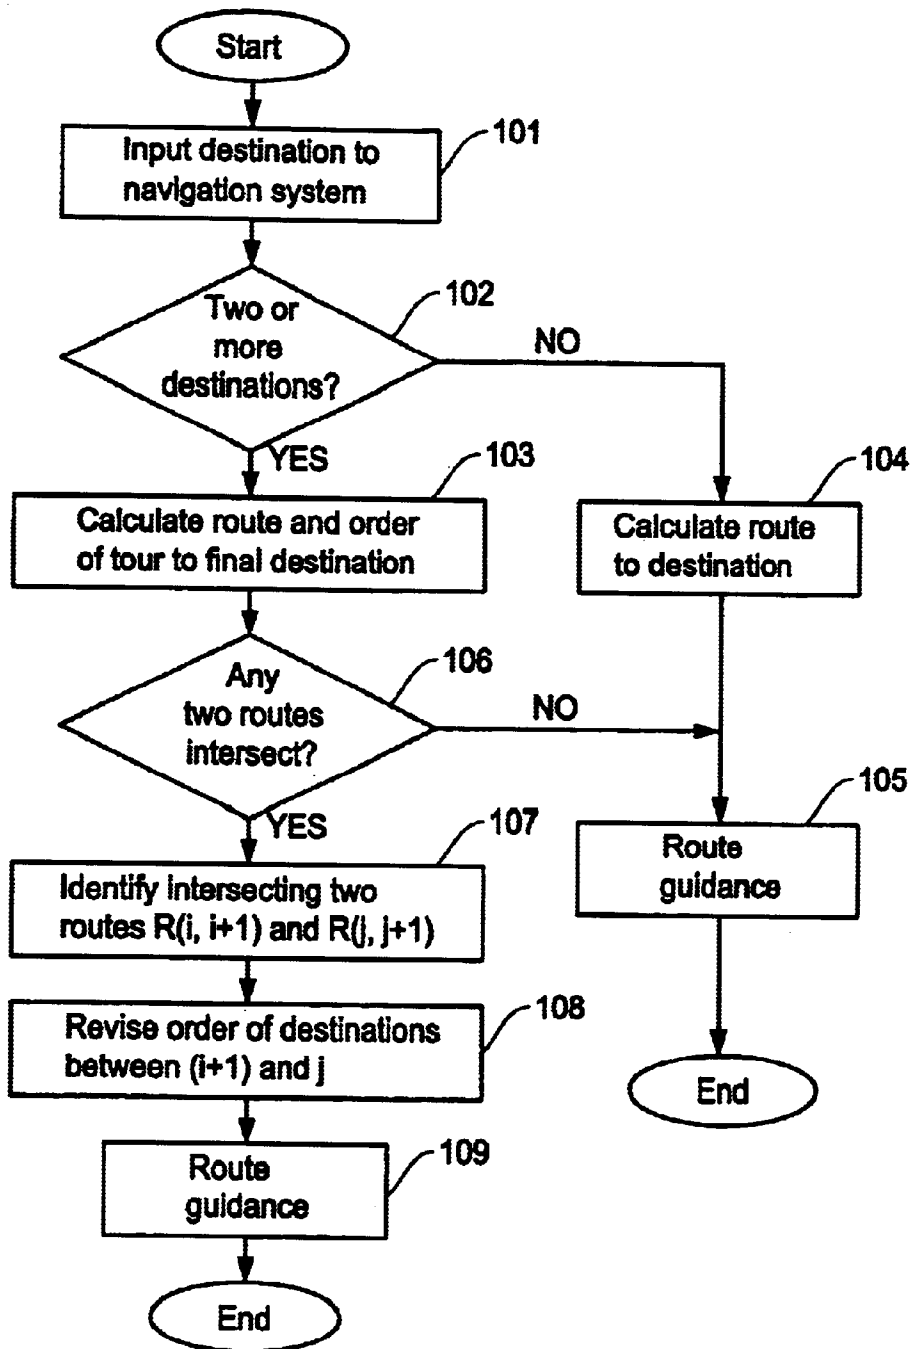 Start
101
Input destination to
navigation system
102
Two or
more
destinations?
NO
YES
103
Calculate route and order
of tour to final destination
104
Calculate route
to destination
106
Any
two routes
intersect?
NO
YES
105
Route
guidance
107
Identify intersecting two
routes R(i, i+1) and R(j, j+1)
108
Revise order of destinations
between (i+1) and j
End
109
Route
guidance
End